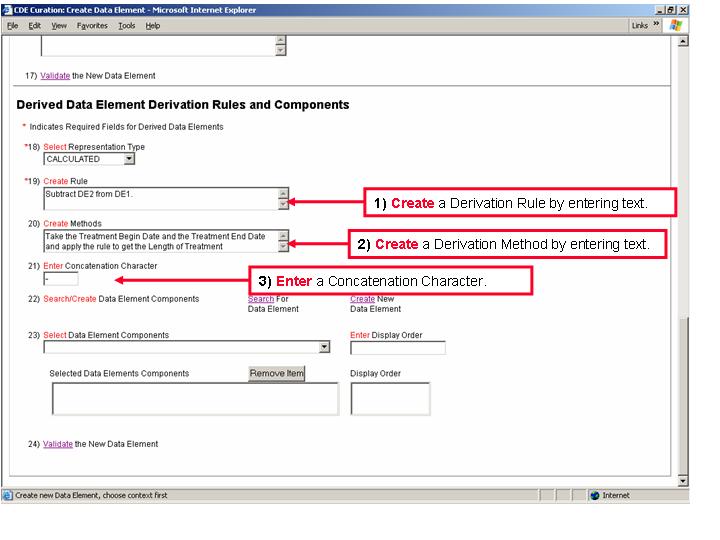 CDE Curation: Create Data Element - Microsoft Internet Explorer
File Edit View Favorites Tools Help Links »
17) Validate the New Data Element
Derived Data Element Derivation Rules and Components
* Indicates Required Fields for Derived Data Elements
*18) Select Representation Type
CALCULATED
*19) Create Rule
Subtract DE2 from DE1.
1) Create a Derivation Rule by entering text.
20) Create Methods
Take the Treatment Begin Date and the Treatment End Date
and apply the rule to get the Length of Treatment
2) Create a Derivation Method by entering text.
21) Enter Concatenation Character
-
3) Enter a Concatenation Character.
22) Search/Create Data Element Components
Search For
Data Element
Create New
Data Element
23) Select Data Element Components
Enter Display Order
Selected Data Elements Components
Remove Item
Display Order
24) Validate the New Data Element
Create new Data Element, choose context first
Internet